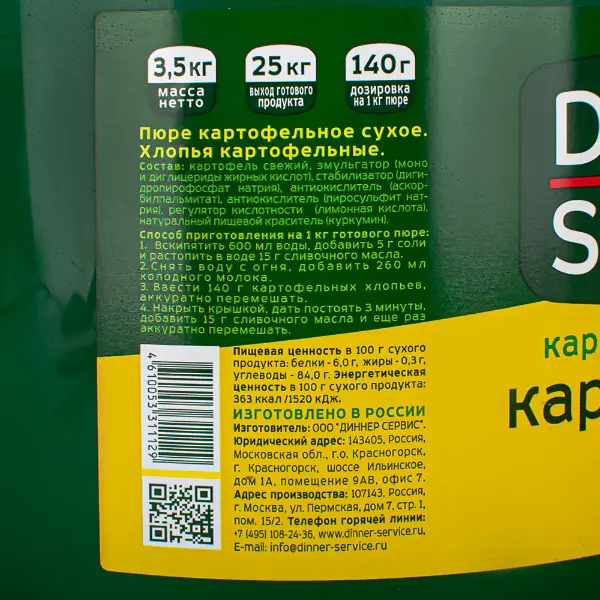 3,5 кг
масса
нетто
25 кг
выход готового
продукта
140 г
дозировка
на 1 кг пюре
Пюре картофельное сухое.
Хлопья картофельные.
Состав: картофель свежий, эмульгатор (моно
и диглицериды жирных кислот), стабилизатор (диги-
дропирофосфат натрия), антиокислитель (аскор-
билпальмитат), антиокислитель (пиросульфит нат-
рия), регулятор кислотности (лимонная кислота),
натуральный пищевой краситель (куркумин).
Способ приготовления на 1 кг готового пюре:
1. Вскипятить 600 мл воды, добавить 5 г соли
и растопить в воде 15 г сливочного масла.
2. Снять воду с огня, добавить 260 мл
холодного молока.
3. Ввести 140 г картофельных хлопьев,
аккуратно перемешать.
4. Накрыть крышкой, дать постоять 3 минуты,
добавить 15 г сливочного масла и еще раз
аккуратно перемешать.
Пищевая ценность в 100 г сухого
продукта: белки - 6,0 г, жиры - 0,3 г,
углеводы - 84,0 г. Энергетическая
ценность в 100 г сухого продукта:
363 ккал /1520 кДж.
ИЗГОТОВЛЕНО В РОССИИ
Изготовитель: ООО "ДИННЕР СЕРВИС".
Юридический адрес: 143405, Россия,
Московская обл., г.о. Красногорск,
г. Красногорск, шоссе Ильинское,
дом 1А, помещение 9АВ, офис 7.
Адрес производства: 107143, Россия,
г. Москва, ул. Пермская, дом 7, стр. 1,
пом. 15/2. Телефон горячей линии:
+7 (495) 108-24-36, www.dinner-service.ru,
E-mail: info@dinner-service.ru
4610053311129
D
S
кар
кар